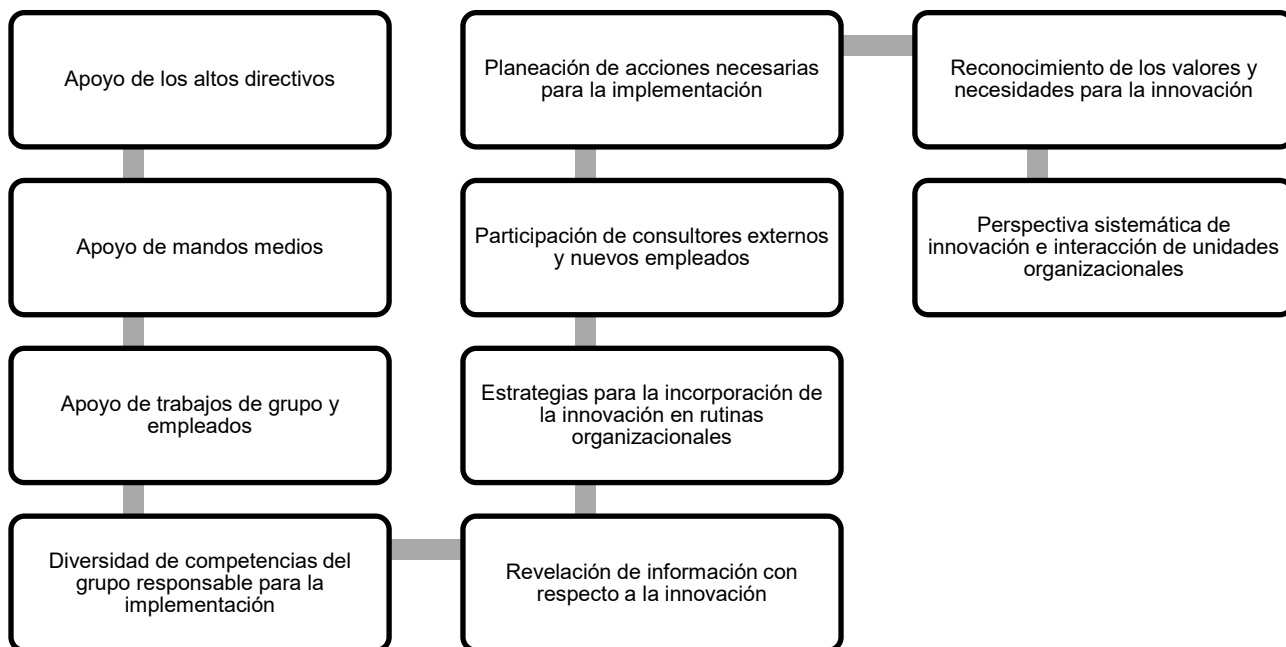 Apoyo de los altos directivos
Apoyo de mandos medios
Apoyo de trabajos de grupo y
empleados
Diversidad de competencias del
grupo responsable para la
implementación
Revelación de información con
respecto a la innovación
Estrategias para la incorporación de
la innovación en rutinas
organizacionales
Participación de consultores externos
y nuevos empleados
Planeación de acciones necesarias
para la implementación
Reconocimiento de los valores y
necesidades para la innovación
Perspectiva sistemática de
innovación e interacción de unidades
organizacionales